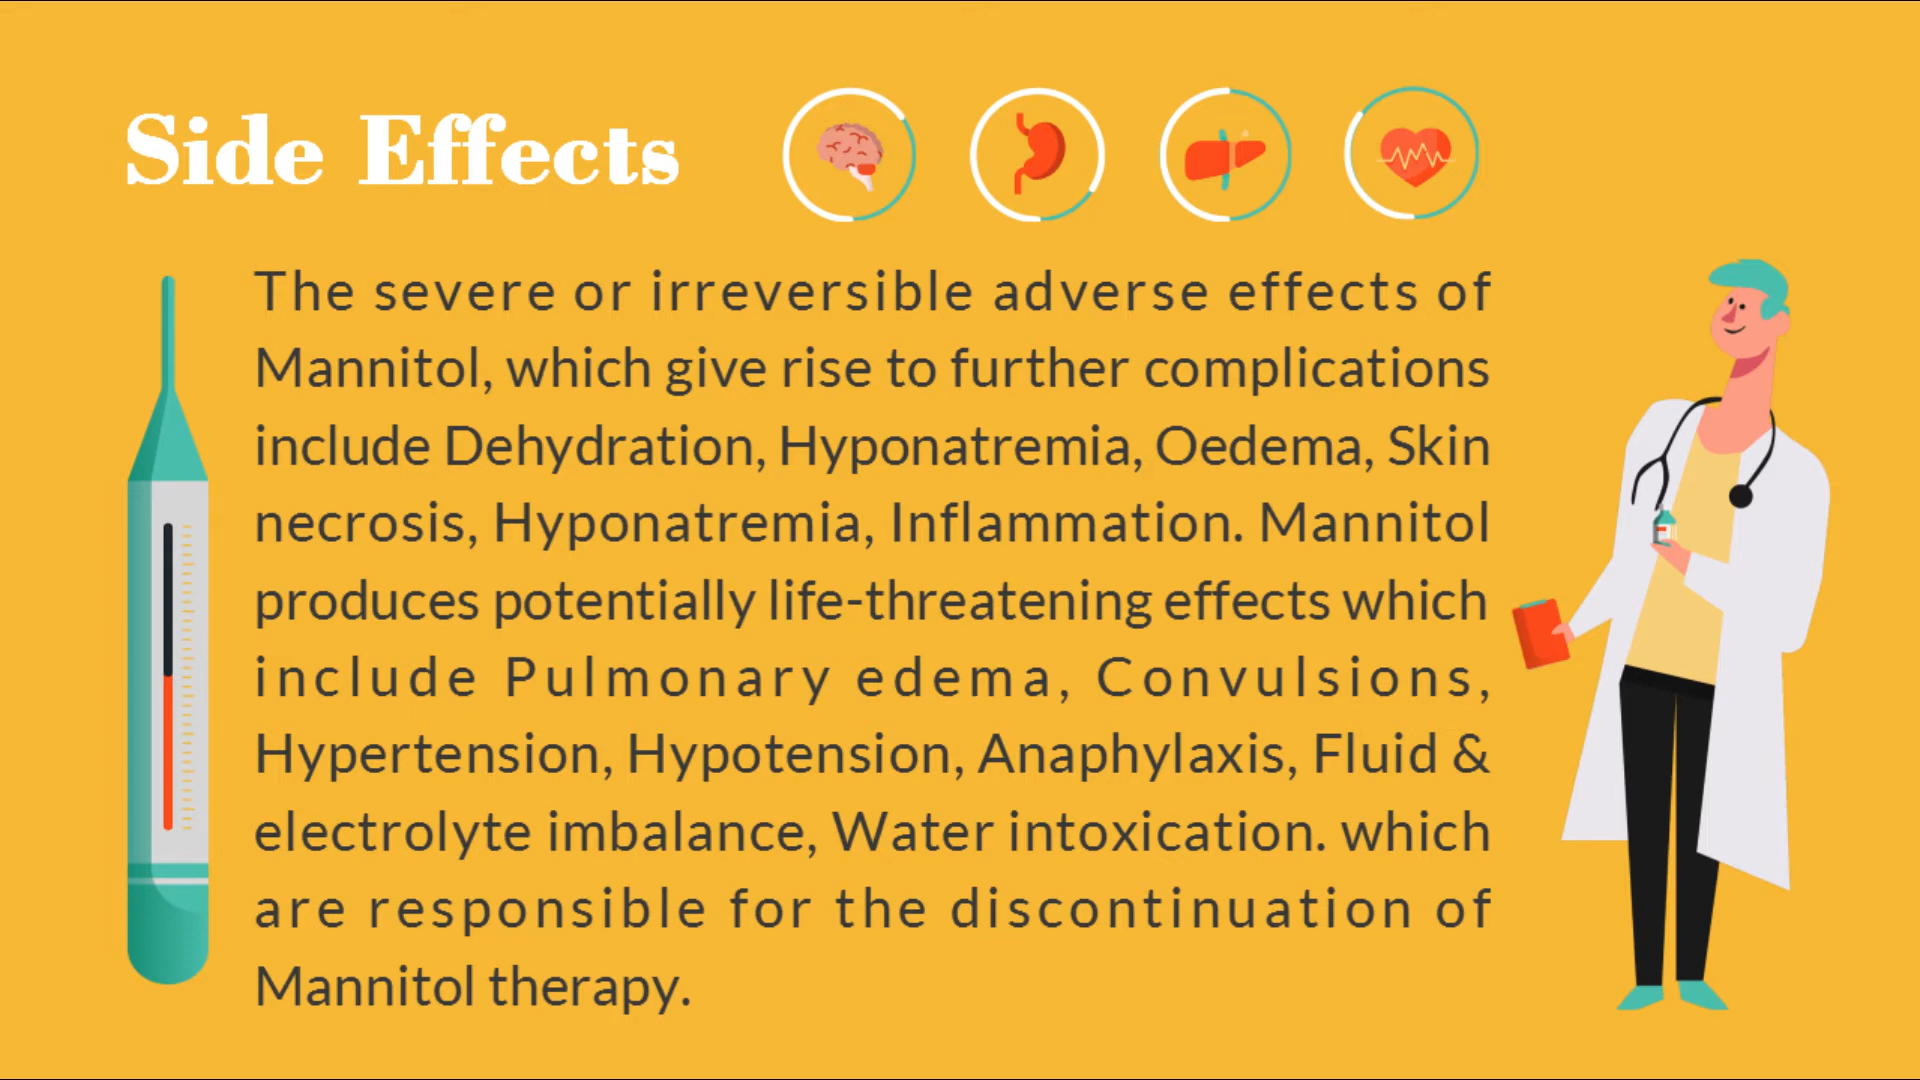 Side Effects
The severe or irreversible adverse effects of
Mannitol, which give rise to further complications
include Dehydration, Hyponatremia, Oedema, Skin
necrosis, Hyponatremia, Inflammation. Mannitol
produces potentially life-threatening effects which
include Pulmonary edema, Convulsions,
Hypertension, Hypotension, Anaphylaxis, Fluid &
electrolyte imbalance, Water intoxication. which
are responsible for the discontinuation of
Mannitol therapy.